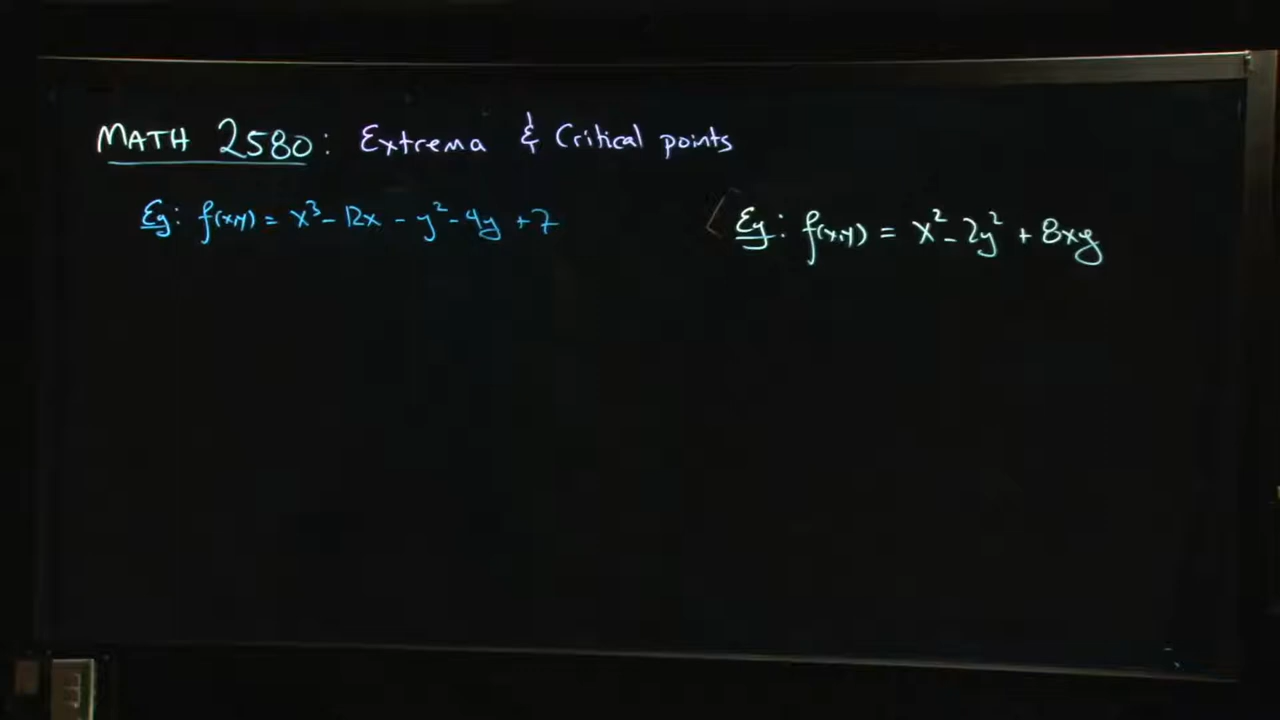 MATH 2580: Extrema & Critical points
Eg: f(x,y) = x³ - 12x - y² - 4y + 7
Eg: f(x,y) = x² - 2y² + 8xy